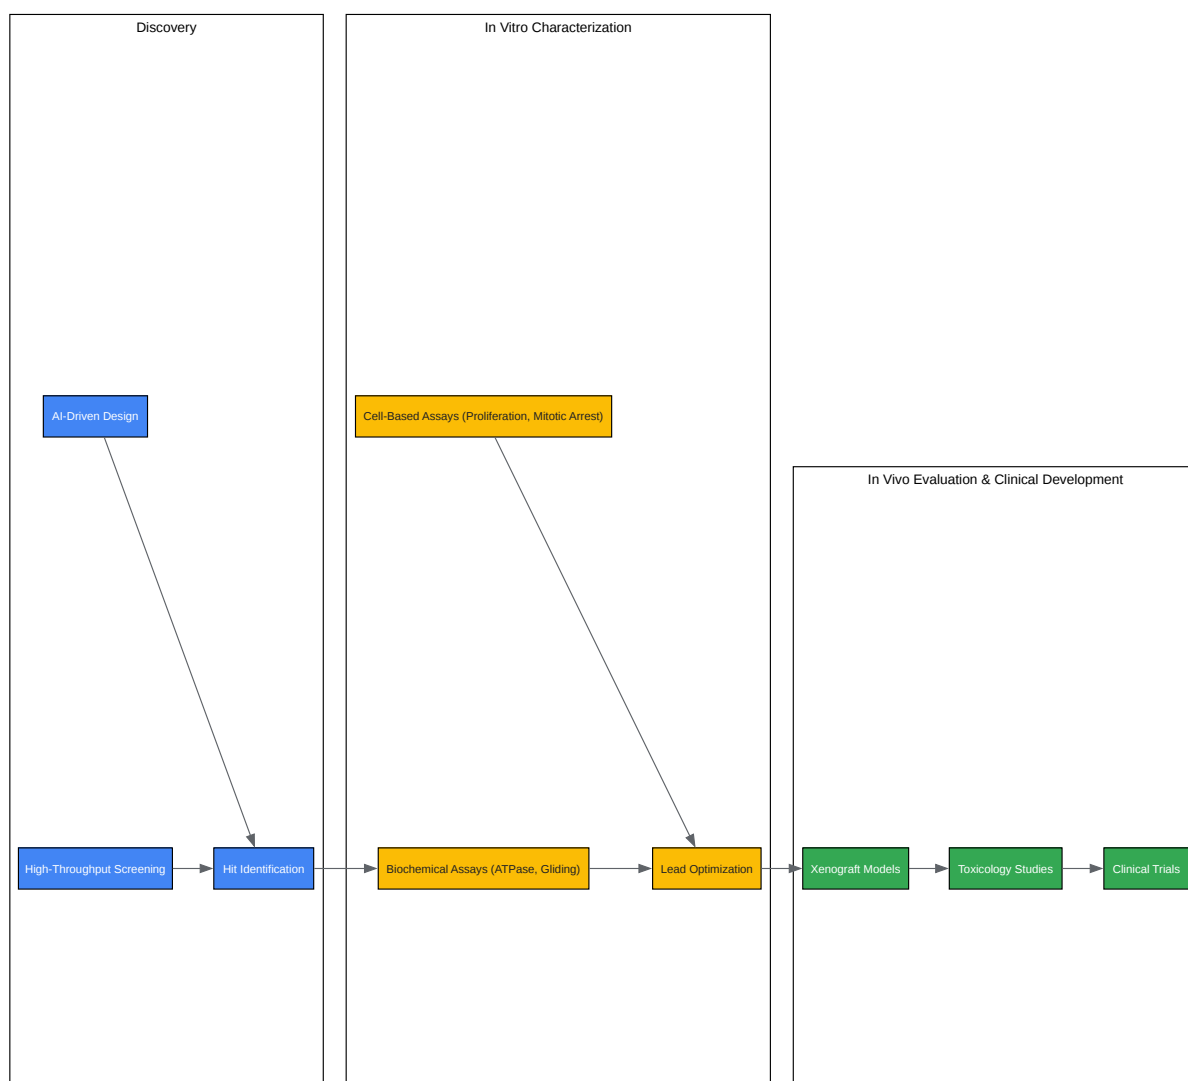 Discovery
AI-Driven Design
High-Throughput Screening
Hit Identification
In Vitro Characterization
Cell-Based Assays (Proliferation, Mitotic Arrest)
Biochemical Assays (ATPase, Gliding)
Lead Optimization
In Vivo Evaluation & Clinical Development
Xenograft Models
Toxicology Studies
Clinical Trials